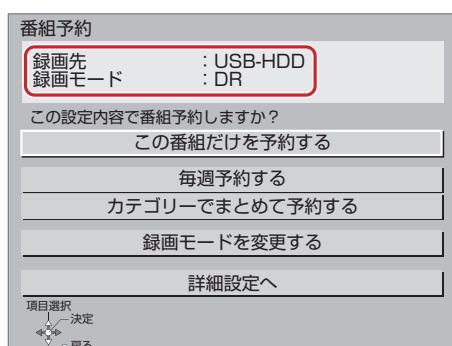 番組予約
録画先 : USB-HDD
録画モード : DR
この設定内容で番組予約しますか？
この番組だけを予約する
毎週予約する
カテゴリーでまとめて予約する
録画モードを変更する
詳細設定へ
項目選択
決定
戻る